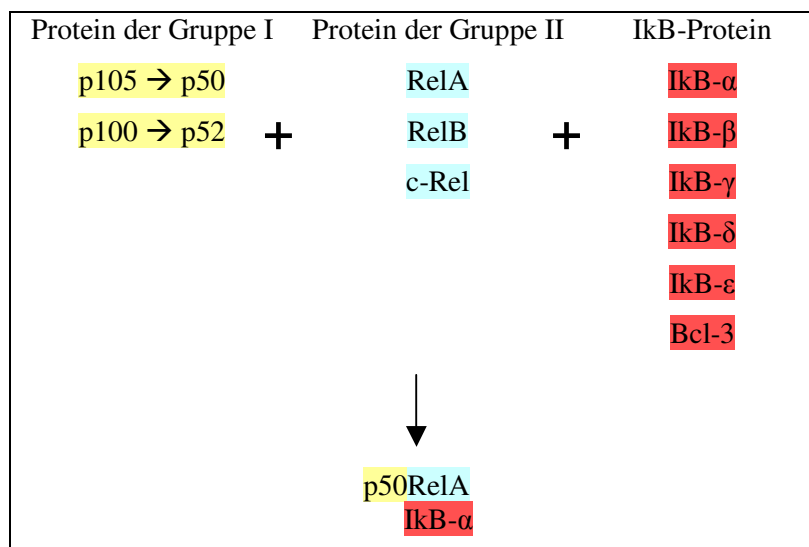 Protein der Gruppe I Protein der Gruppe II IkB-Protein
p105 → p50 RelA IkB-α
p100 → p52 + RelB + IkB-β
c-Rel IkB-γ
IkB-δ
IkB-ε
Bcl-3
p50RelA
IkB-α